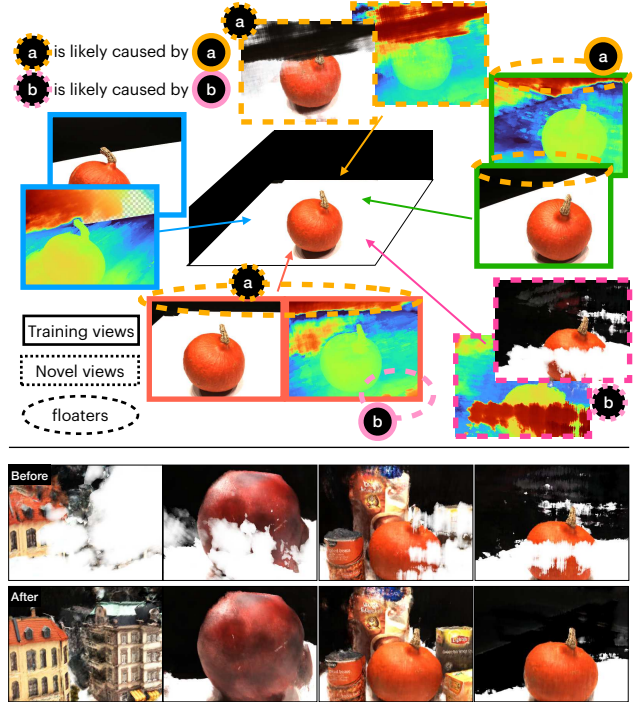 a
a is likely caused by a
a
b is likely caused by b
a
Training views
Novel views
floaters
b
b
Before
After